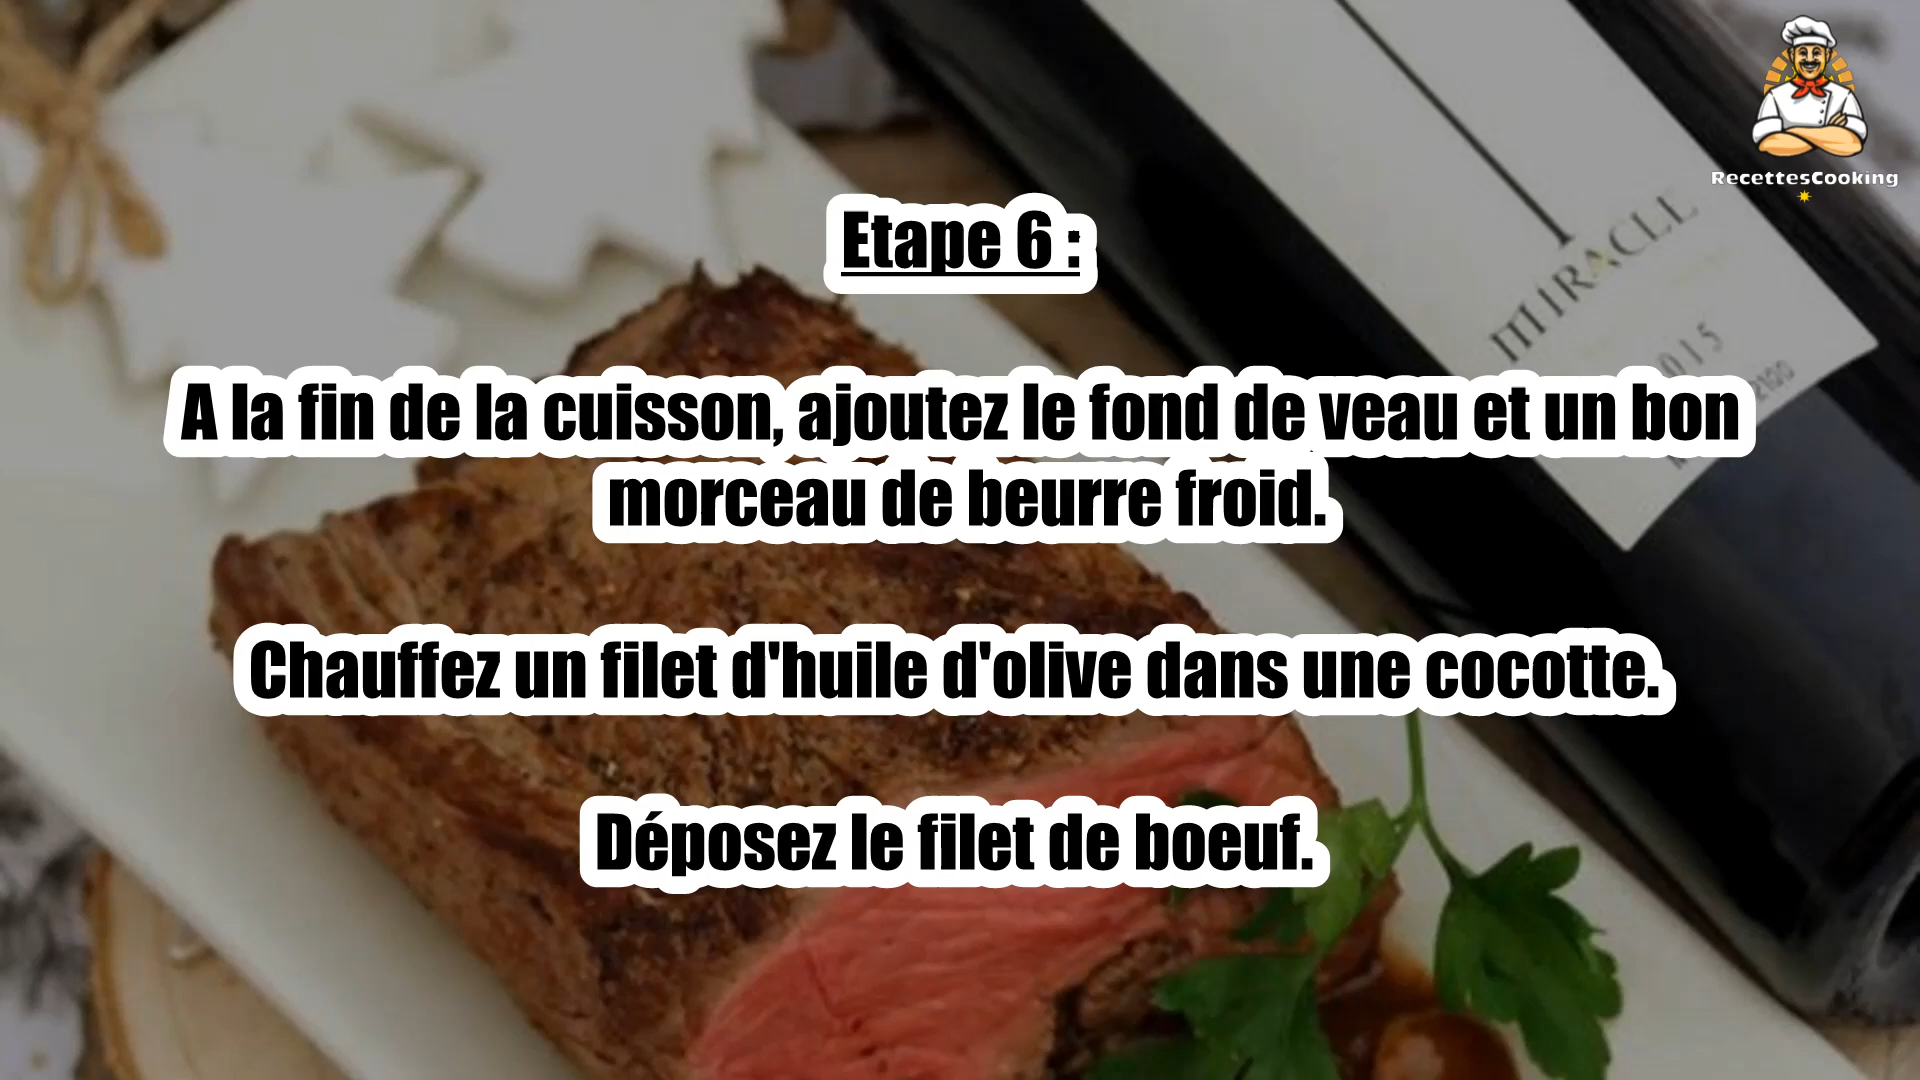 RecettesCooking
MIRACLE
Etape 6 :
A la fin de la cuisson, ajoutez le fond de veau et un bon
morceau de beurre froid.
Chauffez un filet d'huile d'olive dans une cocotte.
Déposez le filet de boeuf.